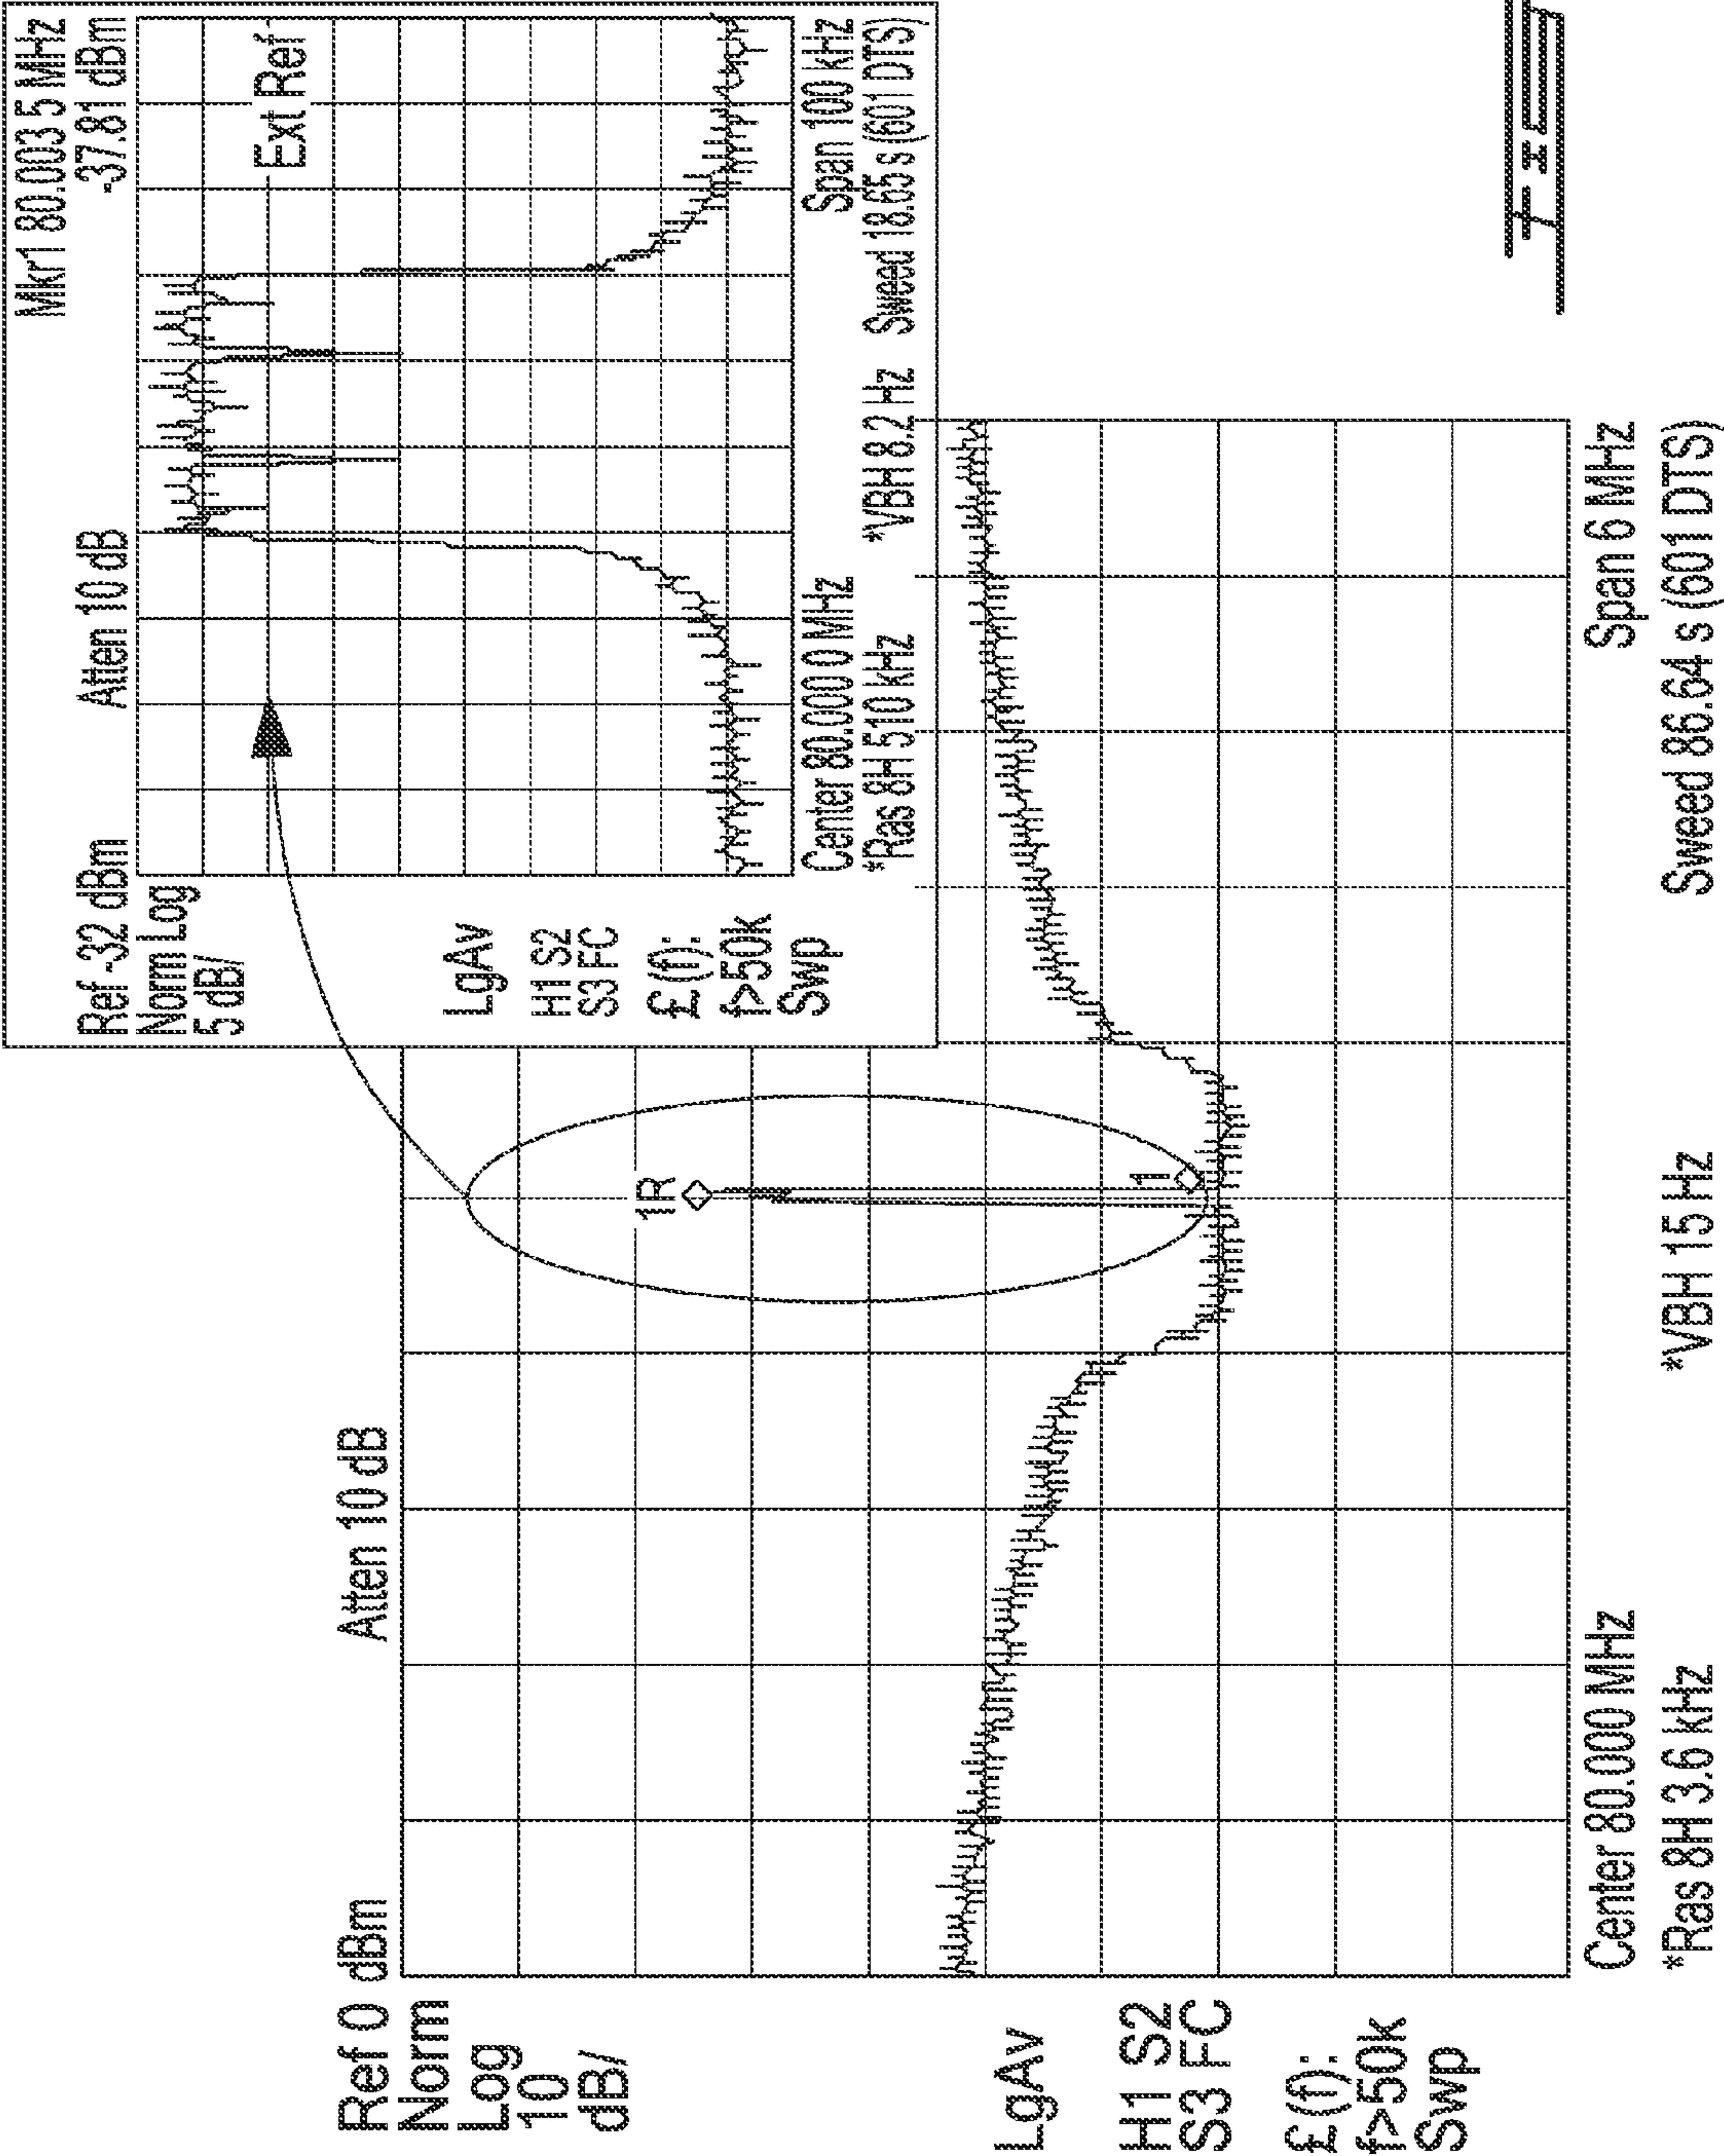 Mkr1 80.003 5 MHz
Ref -32 dBm Atten 10 dB -37.81 dBm
Norm Log
5 dB/
Ext Ref
LgAv
H1 S2
S3 FC
£ (f):
f>50k
Swp
Center 80.000 0 MHz Span 100 kHz
*Ras 8H 510 kHz *VBH 8.2 Hz Sweed 18.65 s (601 DTS)
Ref 0 dBm Atten 10 dB
Norm
Log
10
dB/
1R
1
LgAv
H1 S2
S3 FC
£ (f):
f>50k
Swp
Center 80.000 MHz Span 6 MHz
*Ras 8H 3.6 kHz *VBH 15 Hz Sweed 86.64 s (601 DTS)